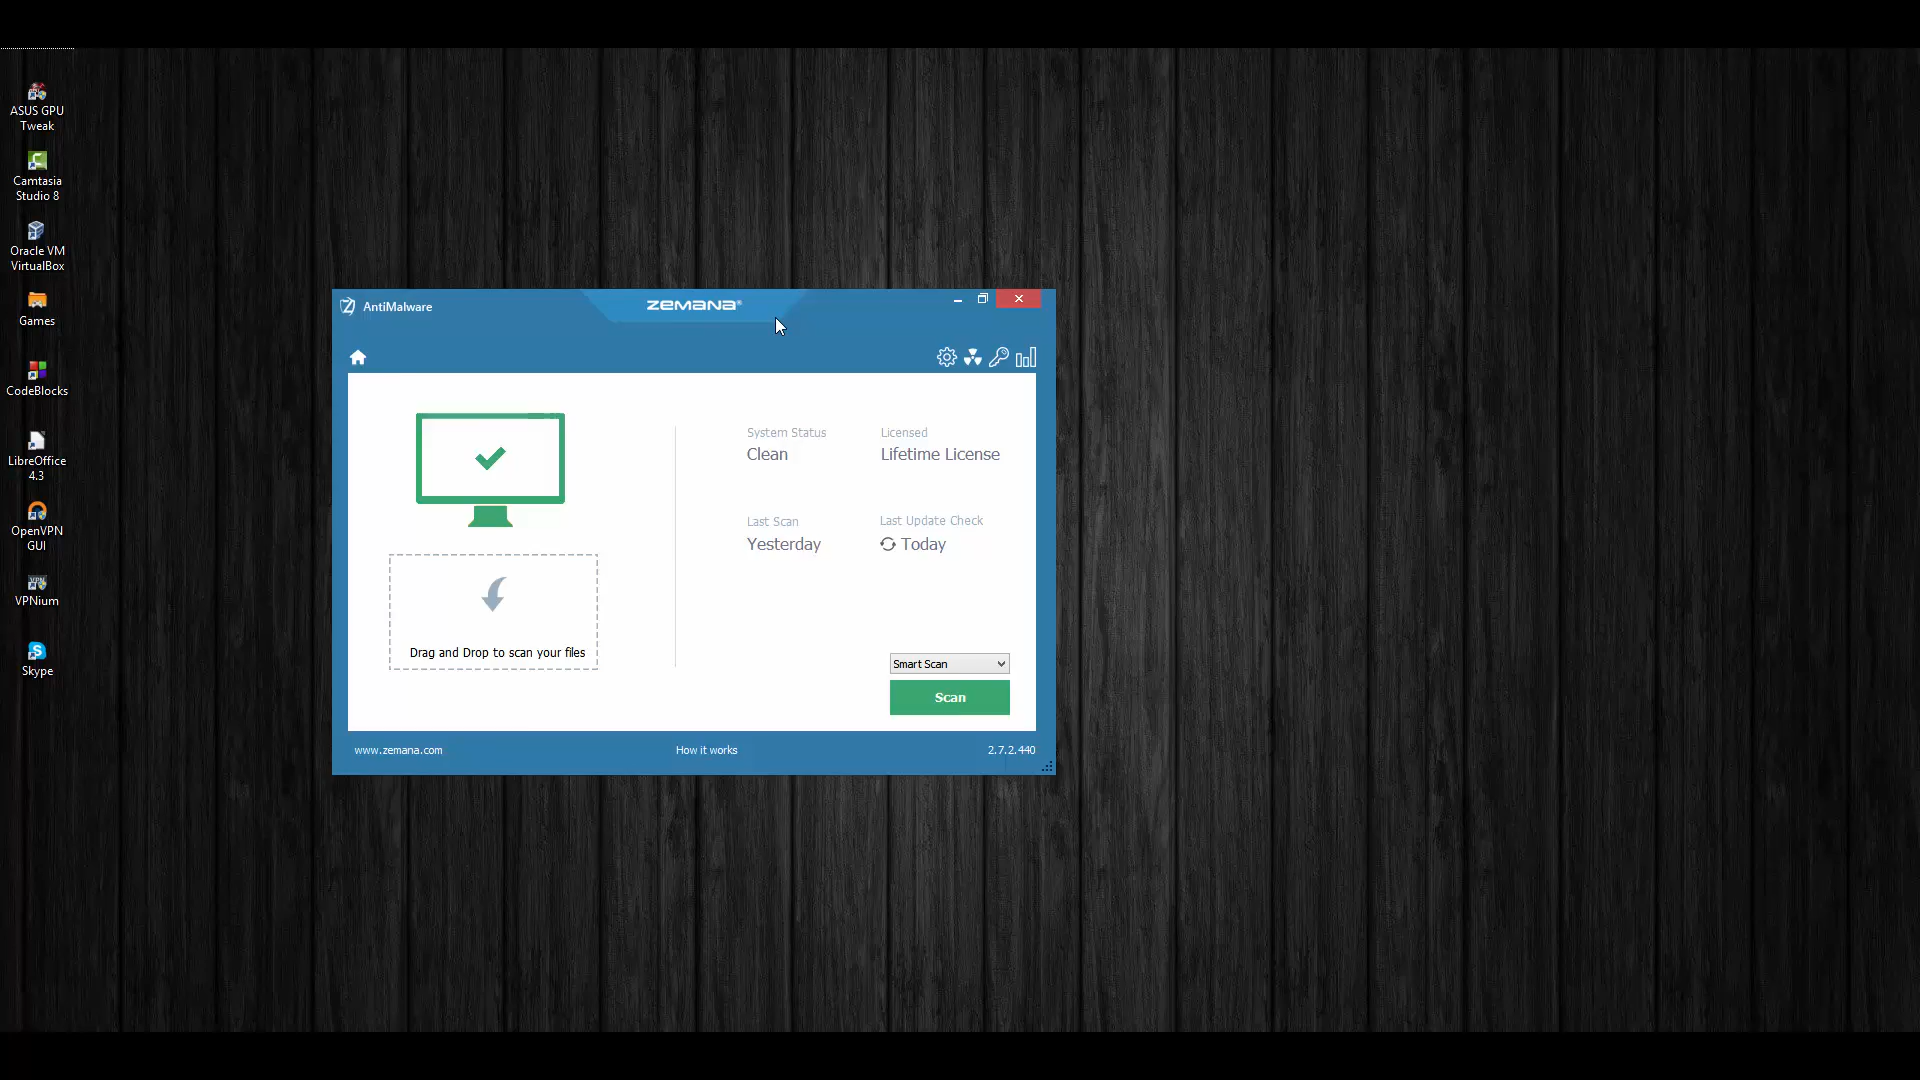 ASUS GPU
Tweak
Camtasia
Studio 8
Oracle VM
VirtualBox
Games
CodeBlocks
LibreOffice
4.3
OpenVPN
GUI
VPN
VPNium
Skype
AntiMalware
ZEMANA®
System Status
Clean
Licensed
Lifetime License
Last Scan
Yesterday
Last Update Check
Today
Drag and Drop to scan your files
Smart Scan
Scan
www.zemana.com
How it works
2.7.2.440